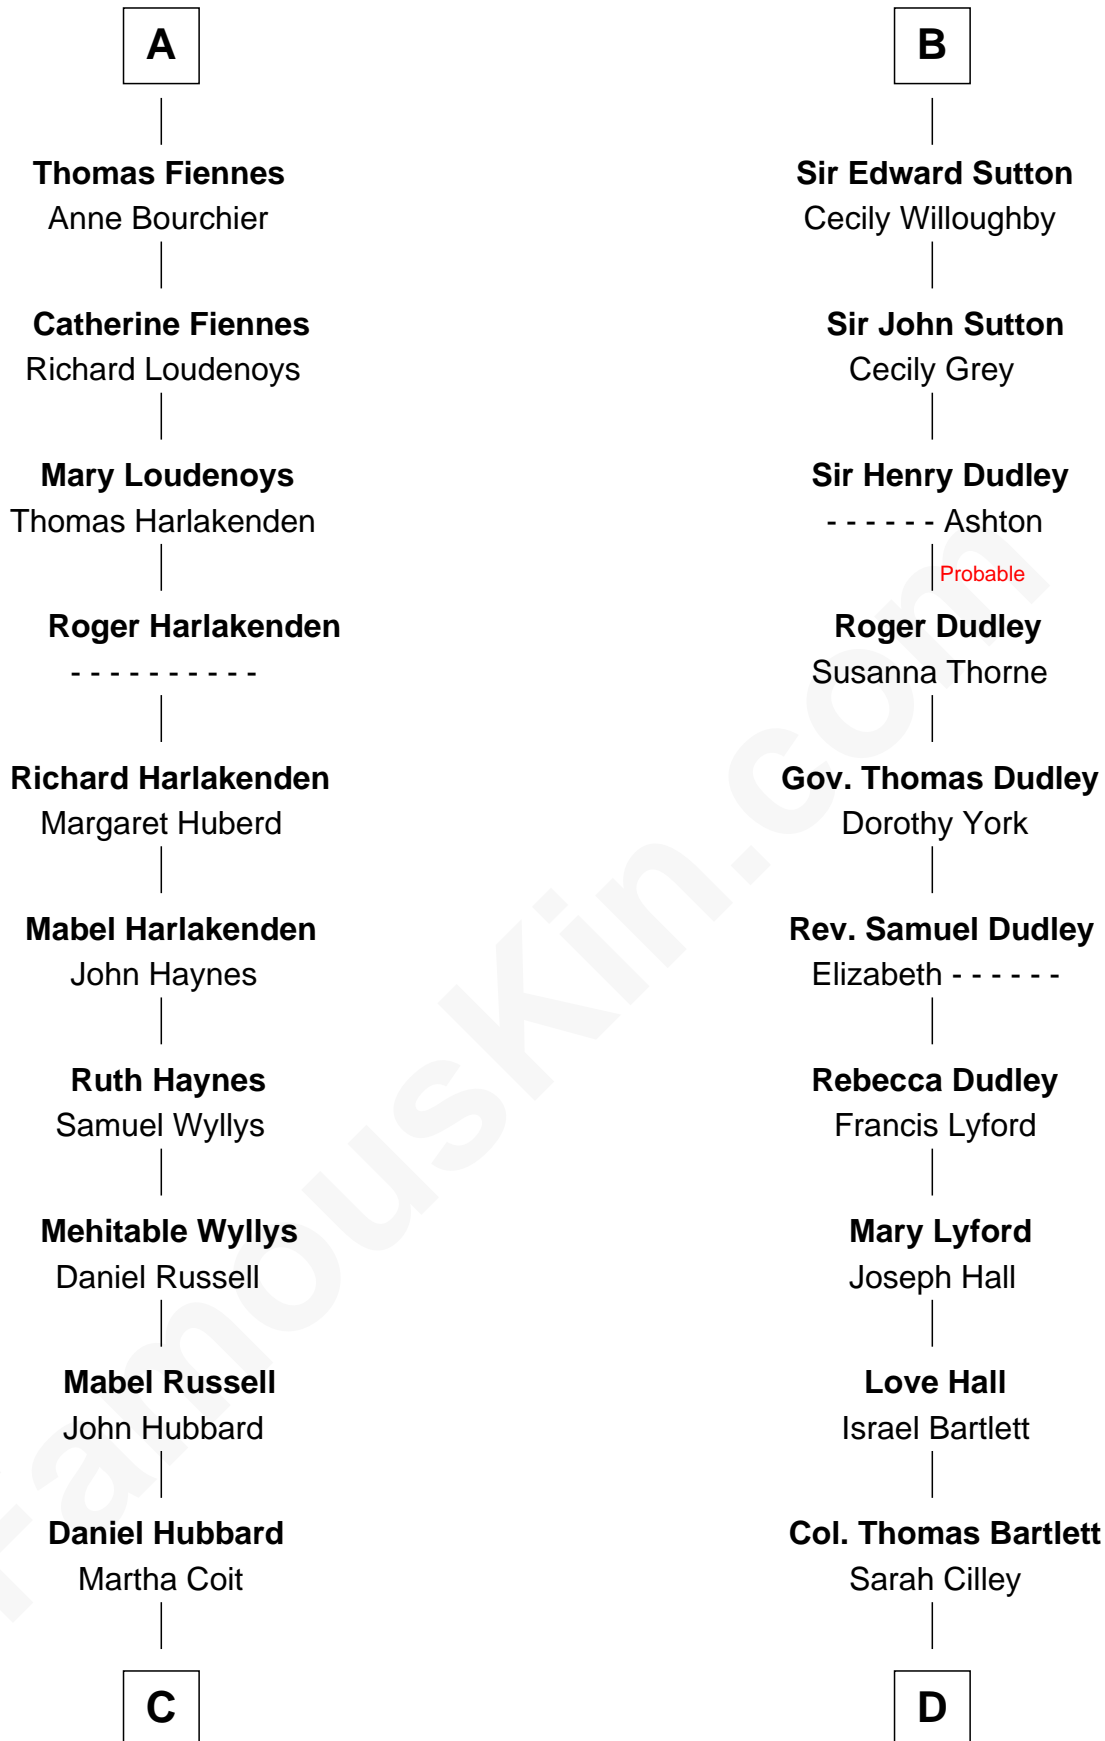 A
Thomas Fiennes
Anne Bourchier
Catherine Fiennes
Richard Loudenoys
Mary Loudenoys
Thomas Harlakenden
Roger Harlakenden
- - - - - - - - - -
Richard Harlakenden
Margaret Huberd
Mabel Harlakenden
John Haynes
Ruth Haynes
Samuel Wyllys
Mehitable Wyllys
Daniel Russell
Mabel Russell
John Hubbard
Daniel Hubbard
Martha Coit
C
B
Sir Edward Sutton
Cecily Willoughby
Sir John Sutton
Cecily Grey
Sir Henry Dudley
- - - - - - Ashton
Probable
Roger Dudley
Susanna Thorne
Gov. Thomas Dudley
Dorothy York
Rev. Samuel Dudley
Elizabeth - - - - - -
Rebecca Dudley
Francis Lyford
Mary Lyford
Joseph Hall
Love Hall
Israel Bartlett
Col. Thomas Bartlett
Sarah Cilley
D
FamousKin.com